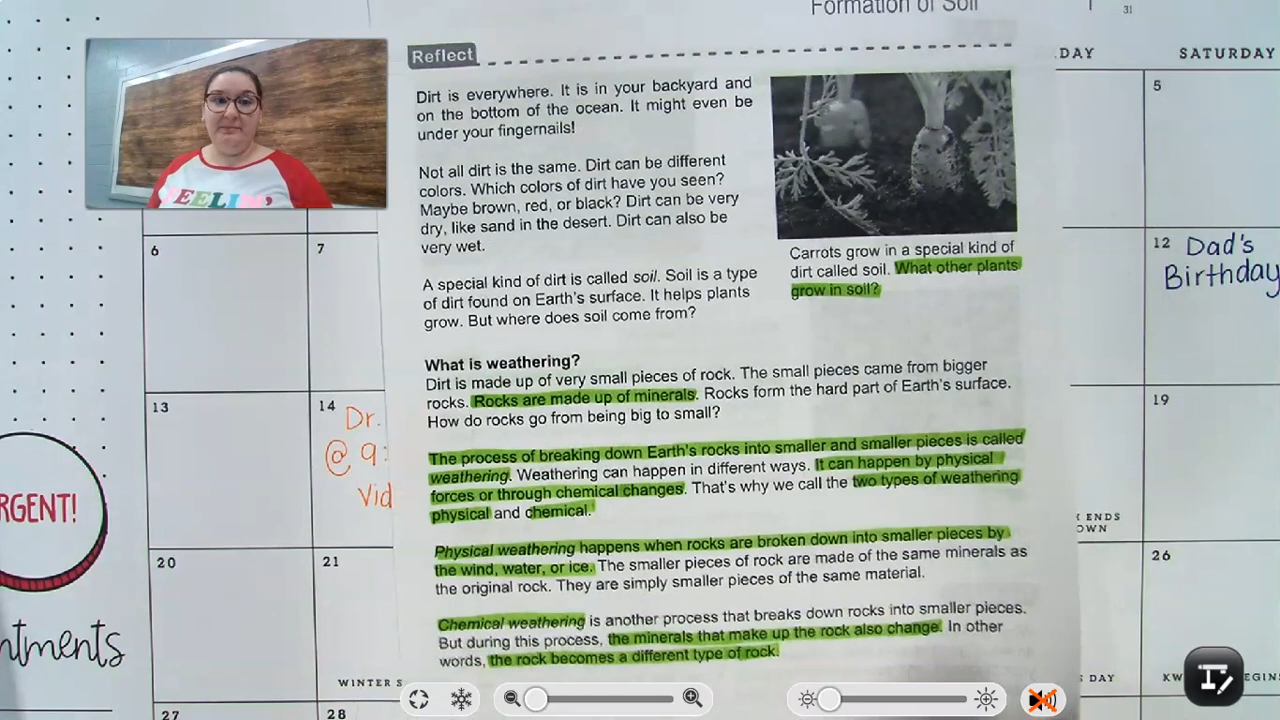 Formation of Soil
31
Reflect
DAY
SATURDAY
Dirt is everywhere. It is in your backyard and
on the bottom of the ocean. It might even be
under your fingernails!
Not all dirt is the same. Dirt can be different
colors. Which colors of dirt have you seen?
Maybe brown, red, or black? Dirt can be very
dry, like sand in the desert. Dirt can also be
very wet.
A special kind of dirt is called soil. Soil is a type
of dirt found on Earth's surface. It helps plants
grow. But where does soil come from?
Carrots grow in a special kind of
dirt called soil. What other plants
grow in soil?
What is weathering?
Dirt is made up of very small pieces of rock. The small pieces came from bigger
rocks. Rocks are made up of minerals. Rocks form the hard part of Earth's surface.
How do rocks go from being big to small?
The process of breaking down Earth's rocks into smaller and smaller pieces is called
weathering. Weathering can happen in different ways. It can happen by physical
forces or through chemical changes. That's why we call the two types of weathering
physical and chemical.
Physical weathering happens when rocks are broken down into smaller pieces by
the wind, water, or ice. The smaller pieces of rock are made of the same minerals as
the original rock. They are simply smaller pieces of the same material.
Chemical weathering is another process that breaks down rocks into smaller pieces.
But during this process, the minerals that make up the rock also change. In other
words, the rock becomes a different type of rock.
FEELIN'
5
6
7
12 Dad's
Birthday
13
14 Dr.
@ 9:
Vid
19
RGENT!
ENDS
OWN
20
21
26
ntments
WINTER S
DAY
KW
EGINS
27
28